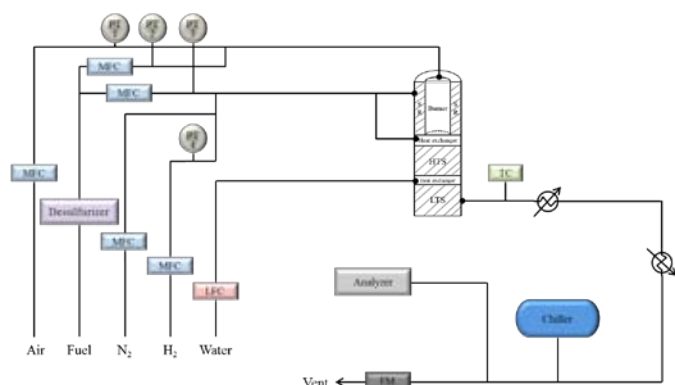 MFC
MFC
Burner
Heat exchanger
HTS
MFC
TC
Heat exchanger
LTS
Desulfurizer
MFC
MFC
LFC
Analyzer
Chiller
Air Fuel N₂ H₂ Water
Vent
FM